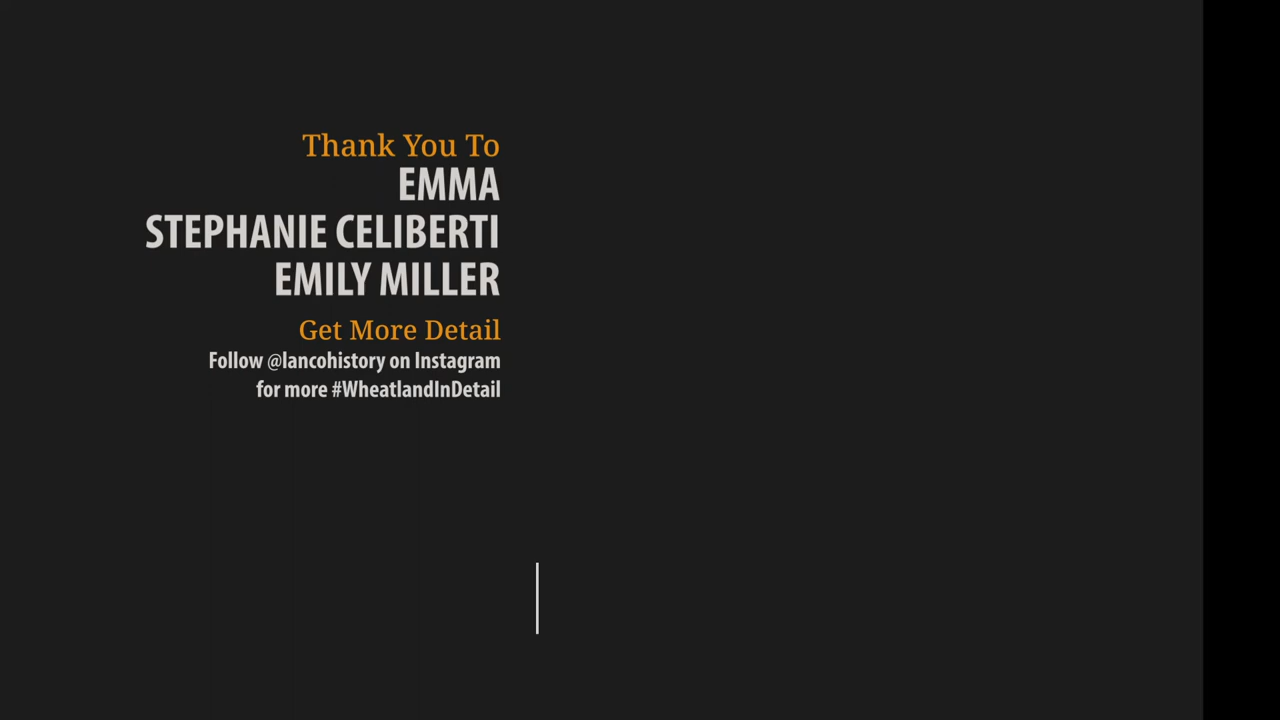 Thank You To
EMMA
STEPHANIE CELIBERTI
EMILY MILLER
Get More Detail
Follow @lancohistory on Instagram
for more #WheatlandInDetail